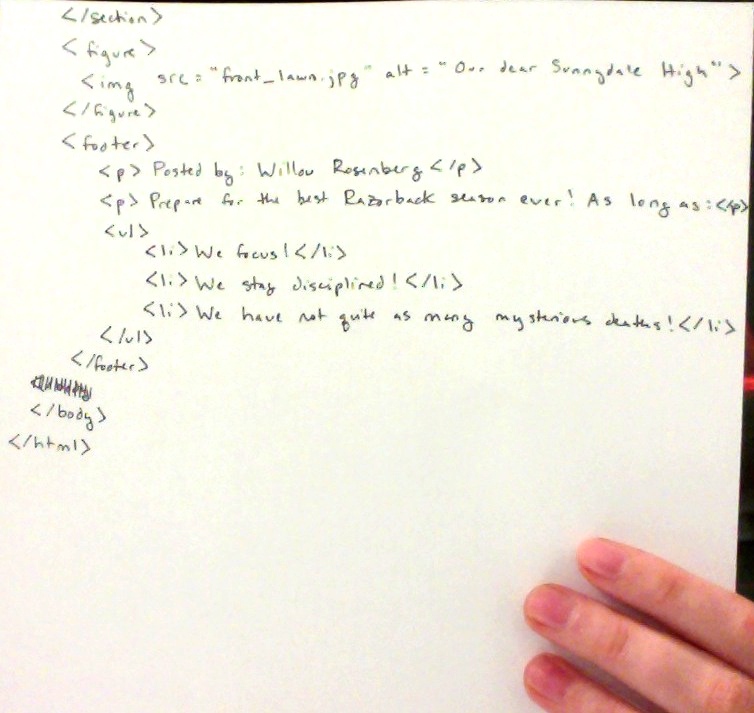 </section>
<figure>
<img src="front_lawn.jpg" alt="Our dear Sunnydale High">
</figure>
<footer>
<p>Posted by: Willow Rosenberg</p>
<p>Prepare for the best Razorback season ever! As long as:</p>
<ul>
<li>We focus!</li>
<li>We stay disciplined!</li>
<li>We have not quite as many mysterious deaths!</li>
</ul>
</footer>
</body>
</html>